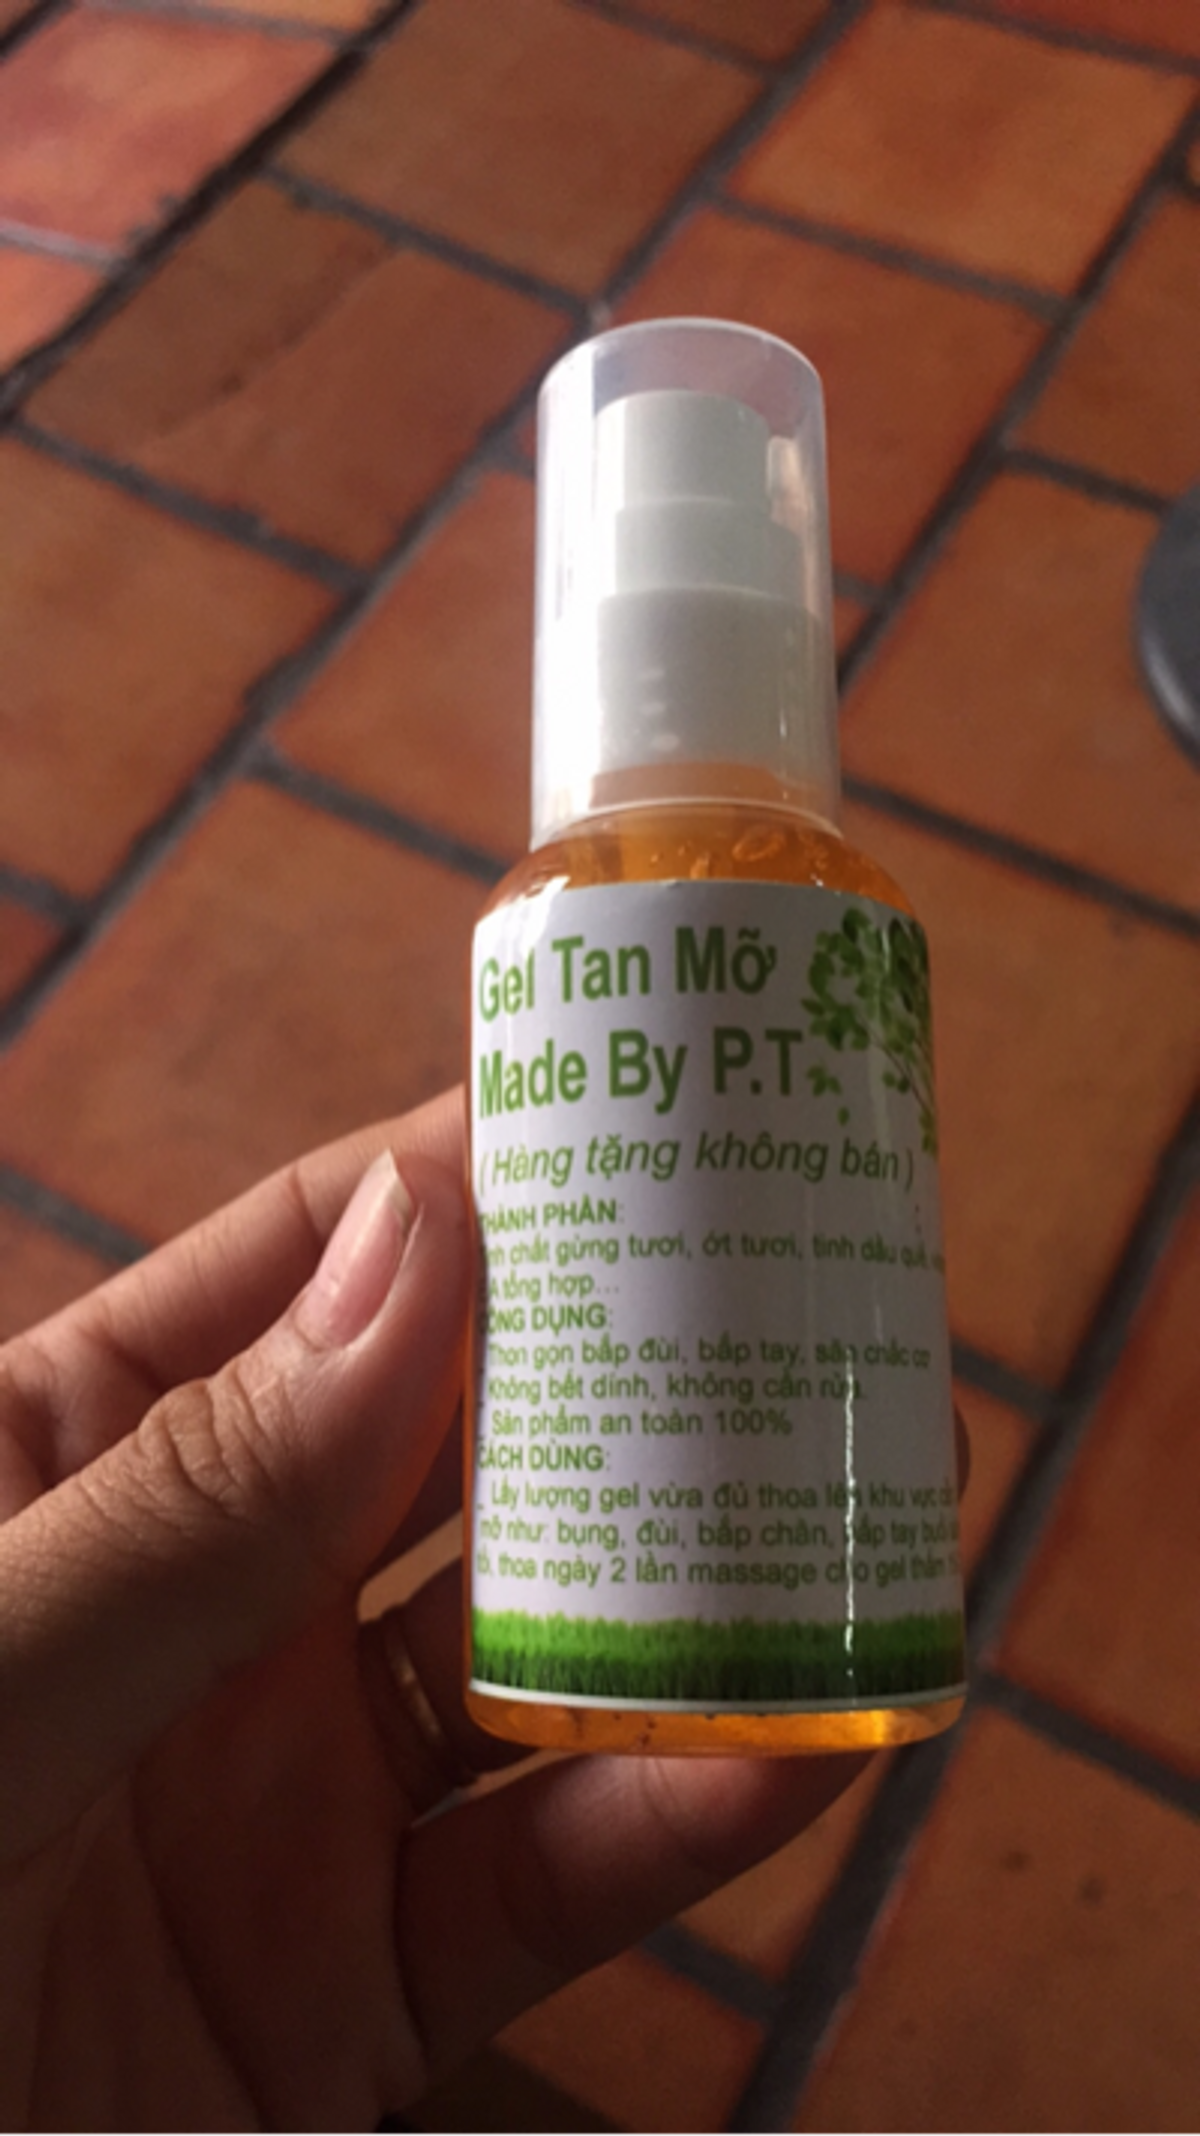 Gel Tan Mỡ
Made By P.T
( Hàng tặng không bán )
THÀNH PHẦN:
chất gừng tươi, ớt tươi, tinh dầu
A tổng hợp...
CÔNG DỤNG:
Thon gọn bắp đùi, bắp tay, săn chắc cơ
Không bết dính, không cần rửa.
Sản phẩm an toàn 100%
CÁCH DÙNG:
_ Lấy lượng gel vừa đủ thoa lên khu vực
mỡ như: bụng, đùi, bắp chân, bắp tay
thoa ngày 2 lần massage cho gel thấm